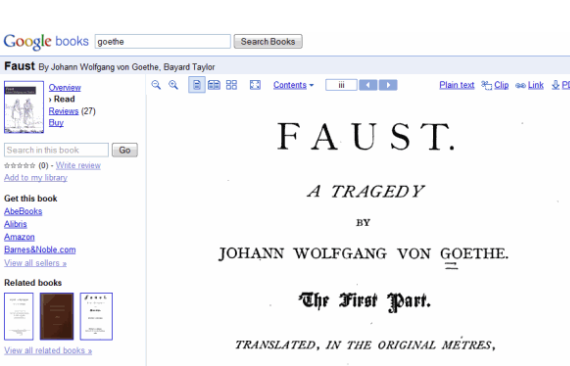 Google books goethe Search Books
Faust By Johann Wolfgang von Goethe, Bayard Taylor
Overview
› Read
Reviews (27)
Buy
Contents iii Plain text Clip Link
Search in this book Go
(0) - Write review
Add to my library
Get this book
AbeBooks
Alibris
Amazon
Barnes&Noble.com
View all sellers »
Related books
Faust
View all related books »
FAUST.
A TRAGEDY
BY
JOHANN WOLFGANG VON GOETHE.
The First Part.
TRANSLATED, IN THE ORIGINAL METRES,